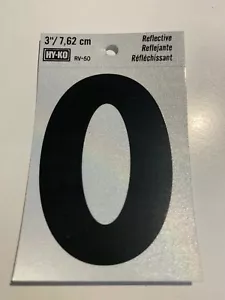 3"/7,62 cm
HY-KO RV-50
Reflective
Reflejante
Réfléchissant
0